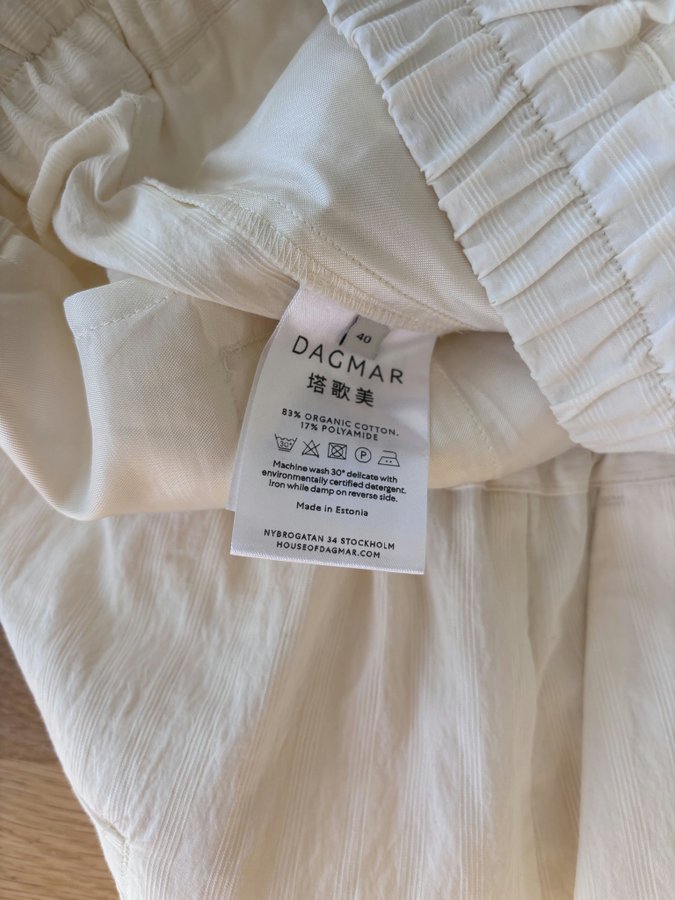 40
DAGMAR
塔歌美
83% ORGANIC COTTON.
17% POLYAMIDE
30°
P
Machine wash 30° delicate with
environmentally certified detergent.
Iron while damp on reverse side.
Made in Estonia
NYBROGATAN 34 STOCKHOLM
HOUSEOFDAGMAR.COM